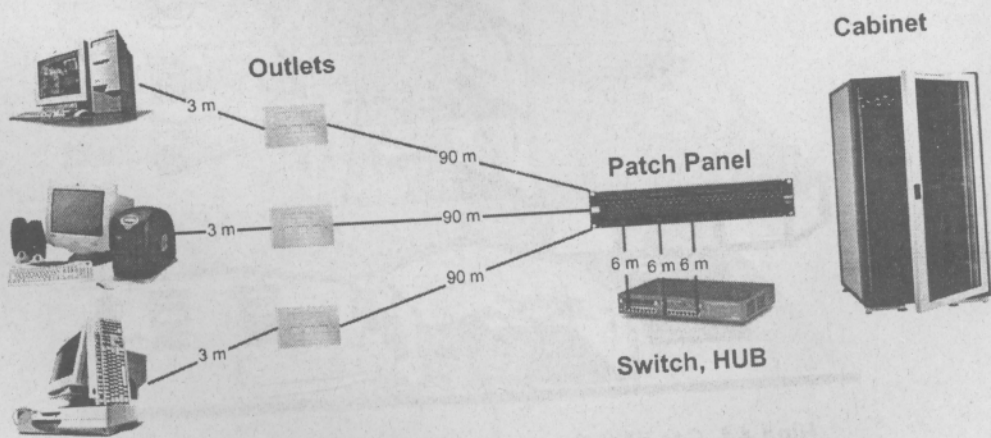 Cabinet
Outlets
3 m
90 m
Patch Panel
3 m
90 m
6 m 6 m 6 m
90 m
3 m
Switch, HUB